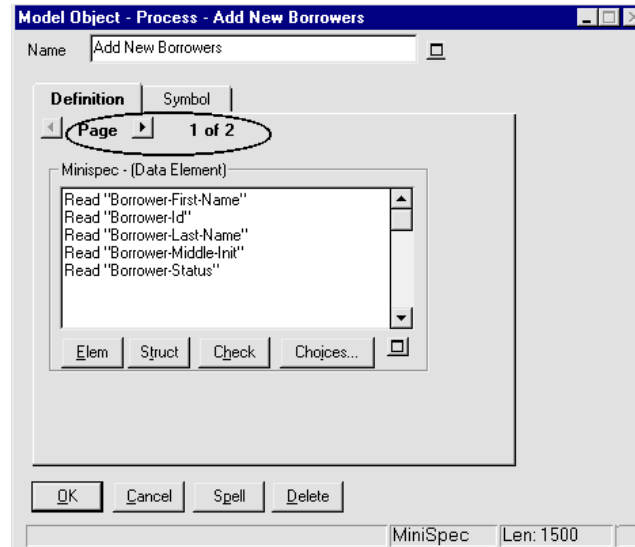 Model Object - Process - Add New Borrowers
Name Add New Borrowers
Definition Symbol
Page 1 of 2
Minispec - (Data Element)
Read "Borrower-First-Name"
Read "Borrower-Id"
Read "Borrower-Last-Name"
Read "Borrower-Middle-Init"
Read "Borrower-Status"
Elem Struct Check Choices...
OK Cancel Spell Delete
MiniSpec Len: 1500